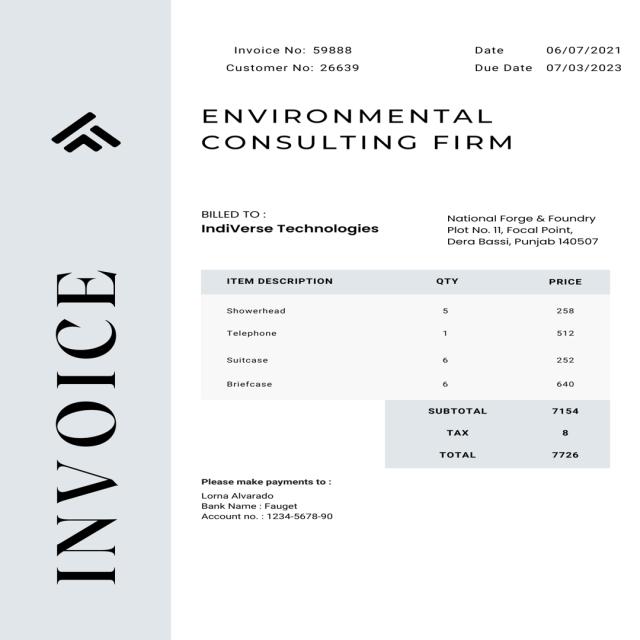 Invoice No: 59888
Customer No: 26639
Date 06/07/2021
Due Date 07/03/2023
ENVIRONMENTAL
CONSULTING FIRM
INVOICE
BILLED TO :
IndiVerse Technologies
National Forge & Foundry
Plot No. 11, Focal Point,
Dera Bassi, Punjab 140507
ITEM DESCRIPTION QTY PRICE
Showerhead 5 258
Telephone 1 512
Suitcase 6 252
Briefcase 6 640
SUBTOTAL 7154
TAX 8
TOTAL 7726
Please make payments to :
Lorna Alvarado
Bank Name : Fauget
Account no. : 1234-5678-90